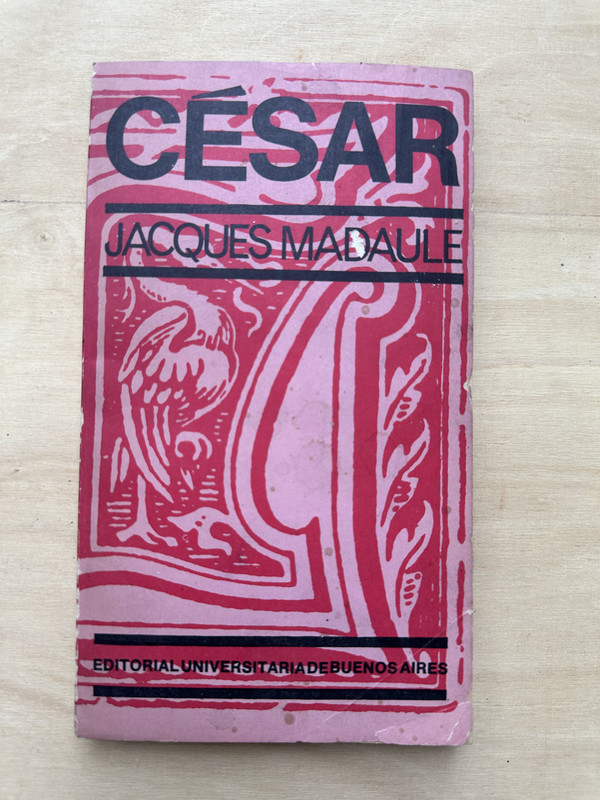 CÉSAR
JACQUES MADAULE
EDITORIAL UNIVERSITARIA DE BUENOS AIRES